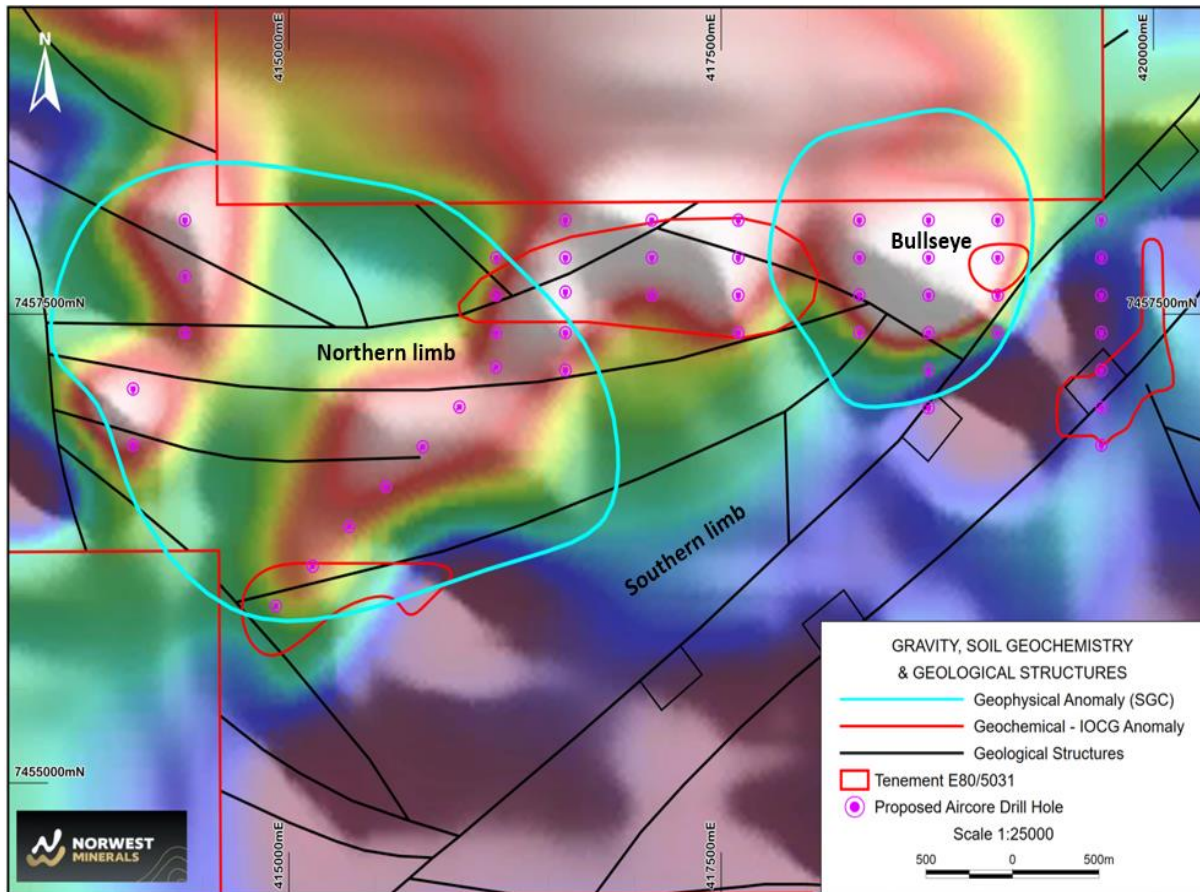 N
415000mE
417500mE
420000mE
Bullseye
7457500mN
7457500mN
Northern limb
Southern limb
GRAVITY, SOIL GEOCHEMISTRY
& GEOLOGICAL STRUCTURES
Geophysical Anomaly (SGC)
Geochemical - IOCG Anomaly
Geological Structures
Tenement E80/5031
Proposed Aircore Drill Hole
Scale 1:25000
500 0 500m
7455000mN
NORWEST
MINERALS
415000mE
417500mE